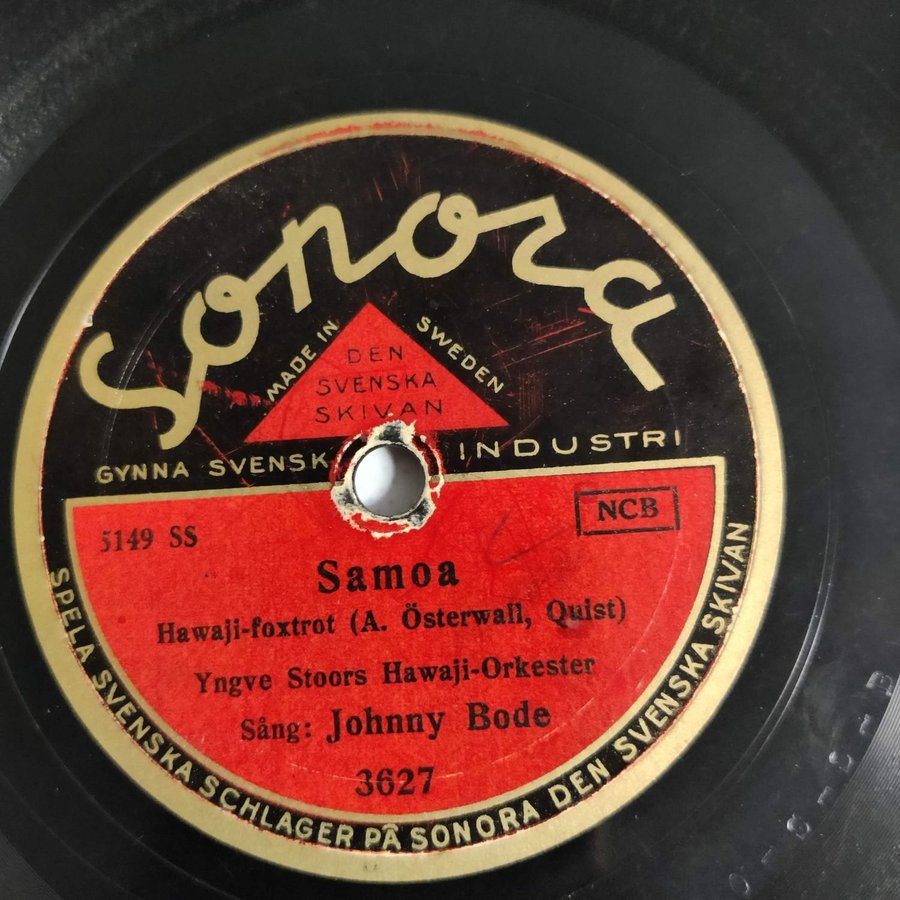 Sonora
MADE IN SWEDEN
DEN
SVENSKA
SKIVAN
GYNNA SVENSK INDUSTRI
5149 SS
NCB
Samoa
Hawaji-foxtrot (A. Österwall, Quist)
Yngve Stoors Hawaji-Orkester
Sång: Johnny Bode
3627
SPELA SVENSKA SCHLAGER PÅ SONORA DEN SVENSKA SKIVAN